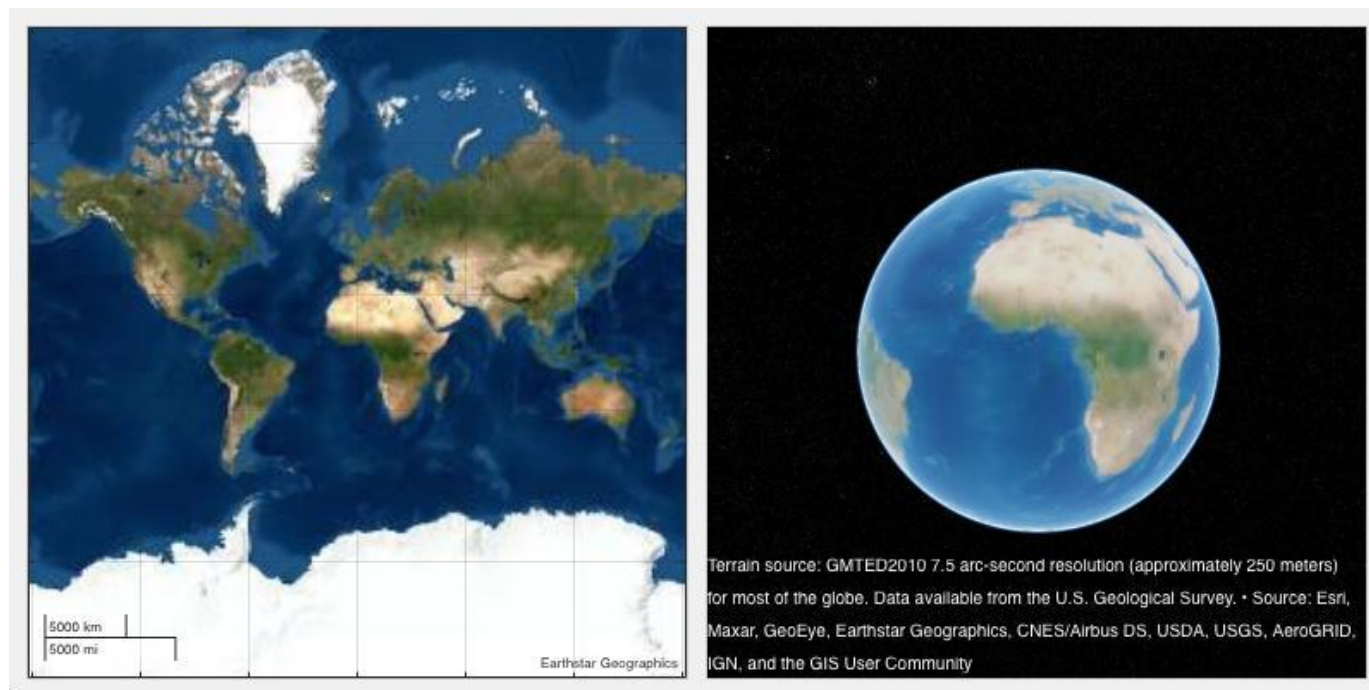 5000 km
5000 mi
Earthstar Geographics
Terrain source: GMTED2010 7.5 arc-second resolution (approximately 250 meters)
for most of the globe. Data available from the U.S. Geological Survey. • Source: Esri,
Maxar, GeoEye, Earthstar Geographics, CNES/Airbus DS, USDA, USGS, AeroGRID,
IGN, and the GIS User Community